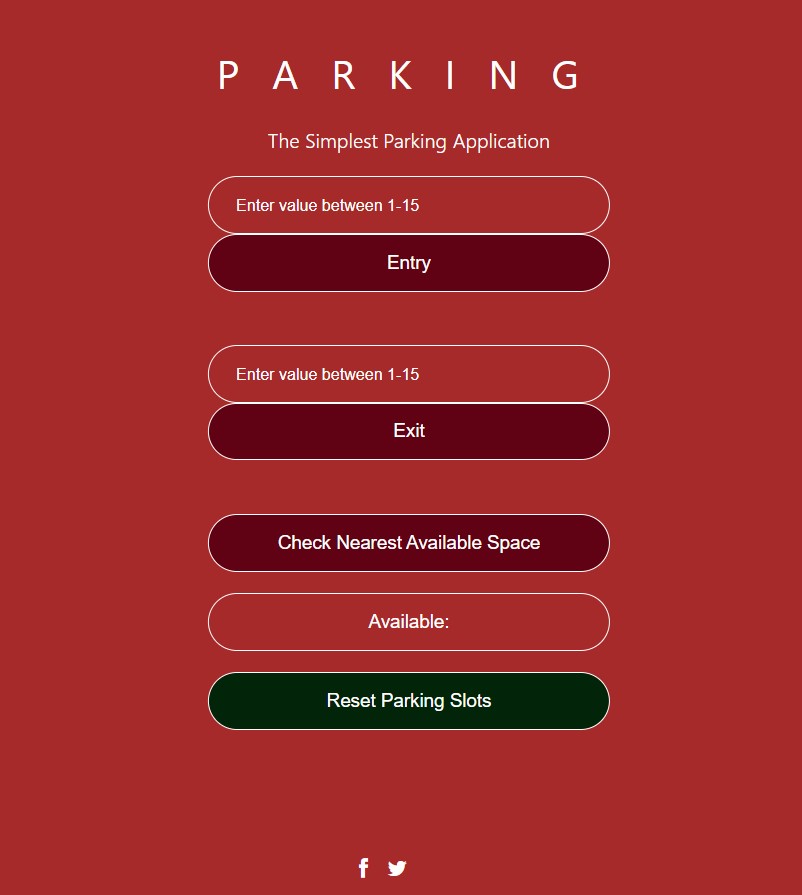 PARKING
The Simplest Parking Application
Enter value between 1-15
Entry
Enter value between 1-15
Exit
Check Nearest Available Space
Available:
Reset Parking Slots